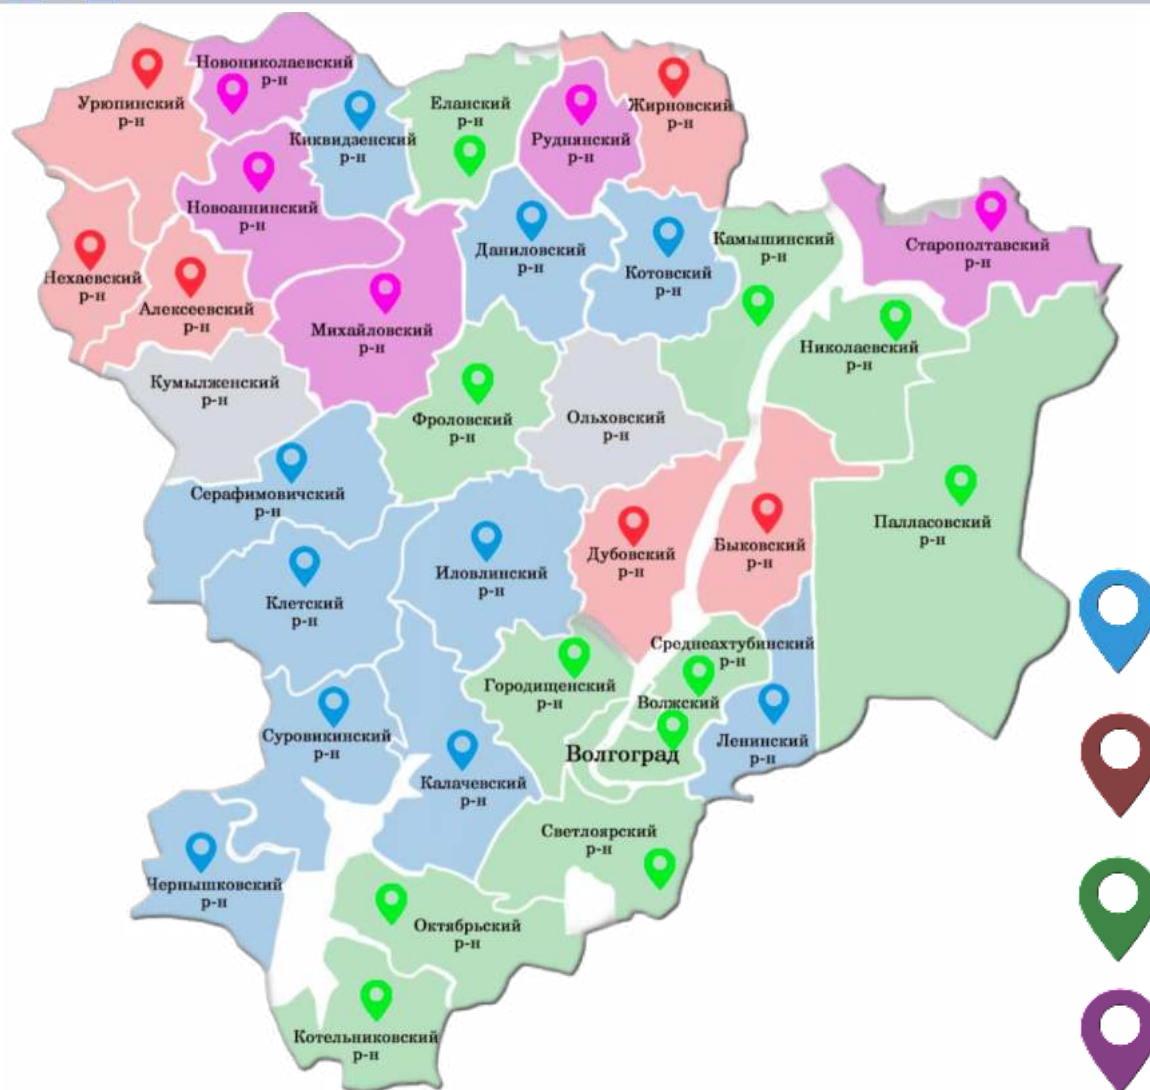 Новониколаевский
р-н
Урюпинский
р-н
Еланский
р-н
Жирновский
р-н
Киквидзенский
р-н
Руднянский
р-н
Новоаннинский
р-н
Даниловский
р-н
Камышинский
р-н
Старополтавский
р-н
Котовский
р-н
Нехаевский
р-н
Алексеевский
р-н
Михайловский
р-н
Николаевский
р-н
Кумылженский
р-н
Фроловский
р-н
Ольховский
р-н
Серафимовичский
р-н
Палласовский
р-н
Дубовский
р-н
Быковский
р-н
Иловлинский
р-н
Клетский
р-н
Среднеахтубинский
р-н
Городищенский
р-н
Волжский
Суровикинский
р-н
Ленинский
р-н
Волгоград
Калачевский
р-н
Светлоярский
р-н
Чернышковский
р-н
Октябрьский
р-н
Котельниковский
р-н